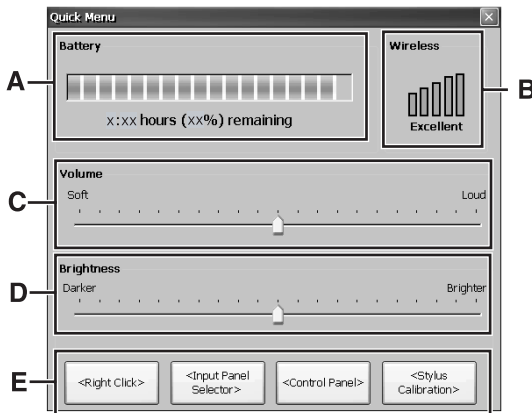 Quick Menu
Battery
x:xx hours (xx%) remaining
Wireless
Excellent
A
B
Volume
Soft Loud
C
Brightness
Darker Brighter
D
E
<Right Click>
<Input Panel
Selector>
<Control Panel>
<Stylus
Calibration>